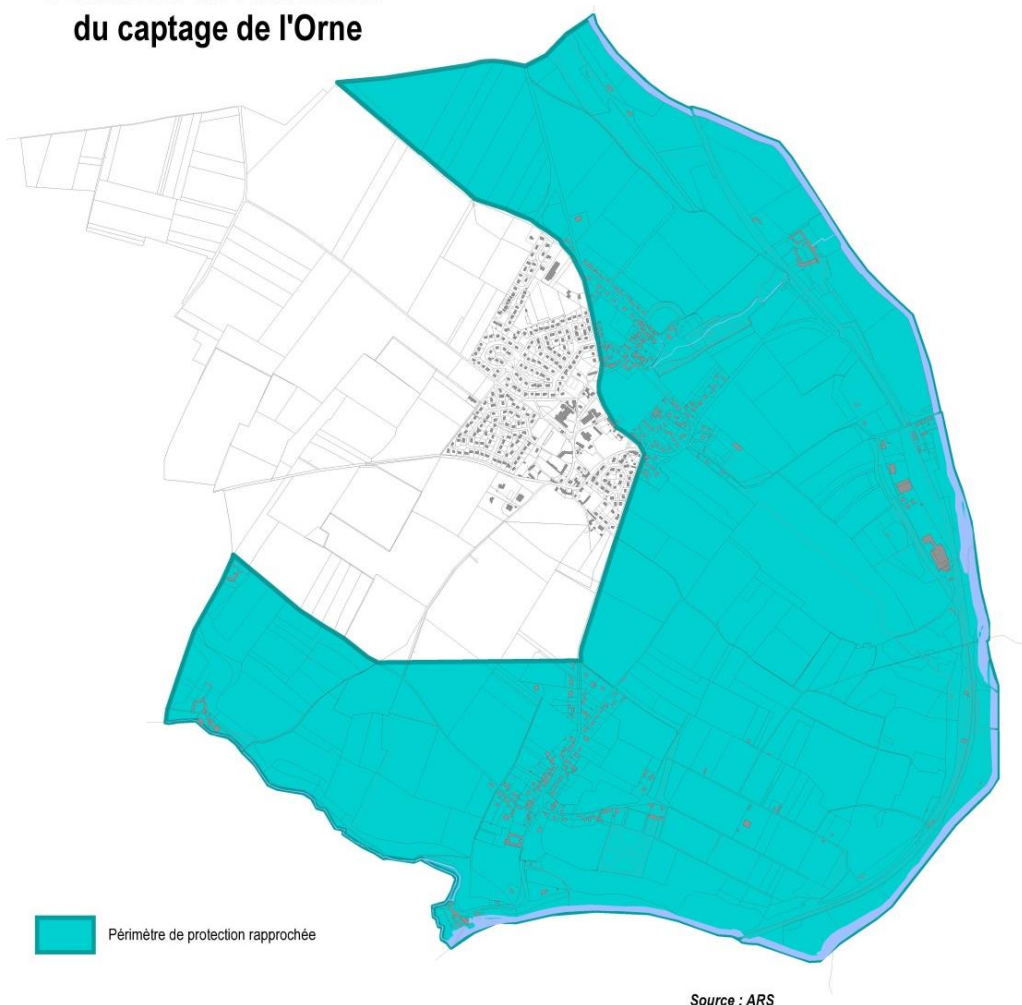 du captage de l'Orne
Périmètre de protection rapprochée
Source : ARS